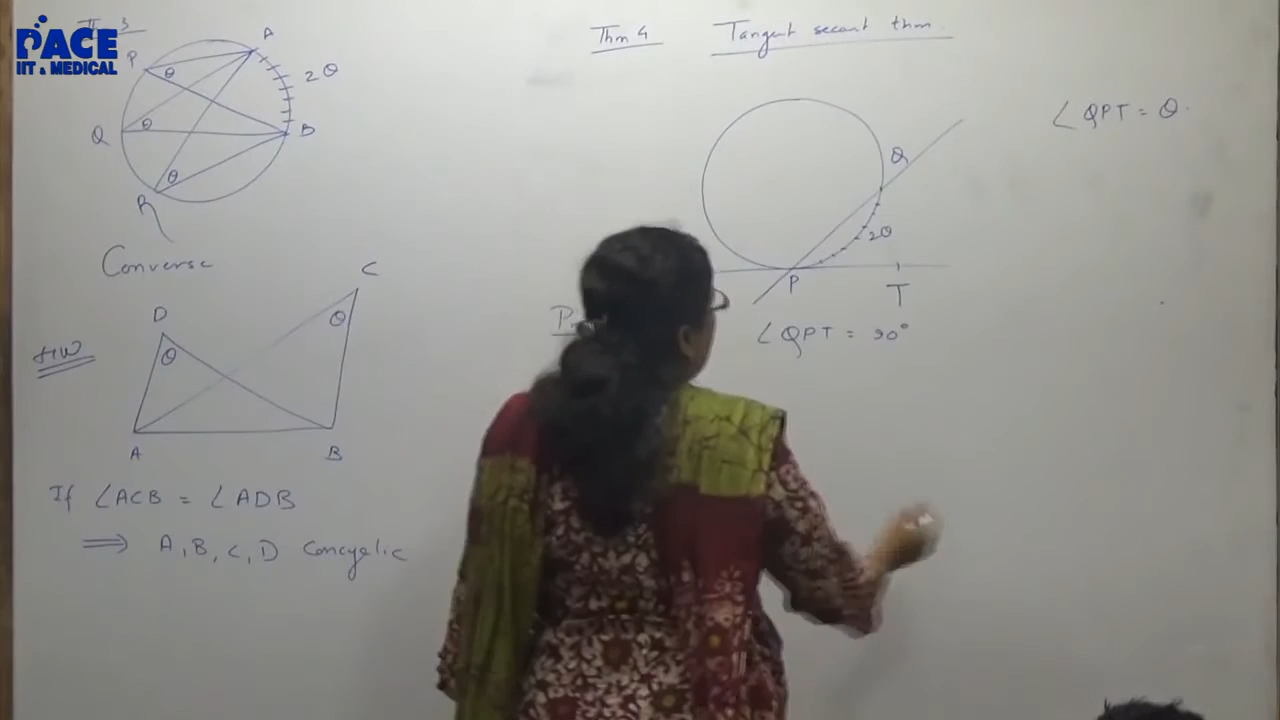 PACE
IIT & MEDICAL
3
A
P
θ
2θ
Q
θ
B
θ
R
Converse
C
D
θ
θ
HW
A
B
If ∠ACB = ∠ADB
⟹ A, B, C, D Concyclic
Thm 4 Tangent secant thm.
∠QPT = θ.
Q
2θ
P
T
∠QPT = 90°